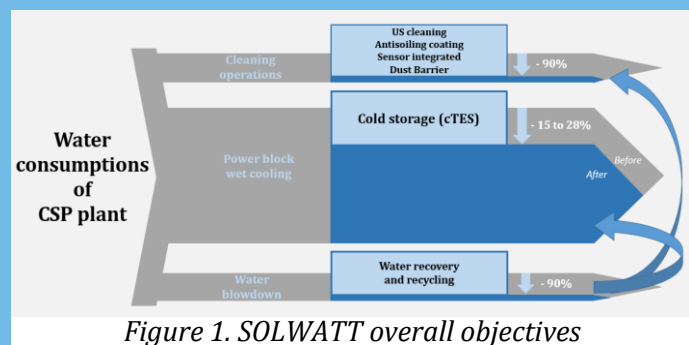 Water
consumptions
of
CSP plant
Cleaning
operations
US cleaning
Antisoiling coating
Sensor integrated
Dust Barrier
- 90%
Power block
wet cooling
Cold storage (cTES)
- 15 to 28%
Before
After
Water
blowdown
Water recovery
and recycling
- 90%
Figure 1. SOLWATT overall objectives